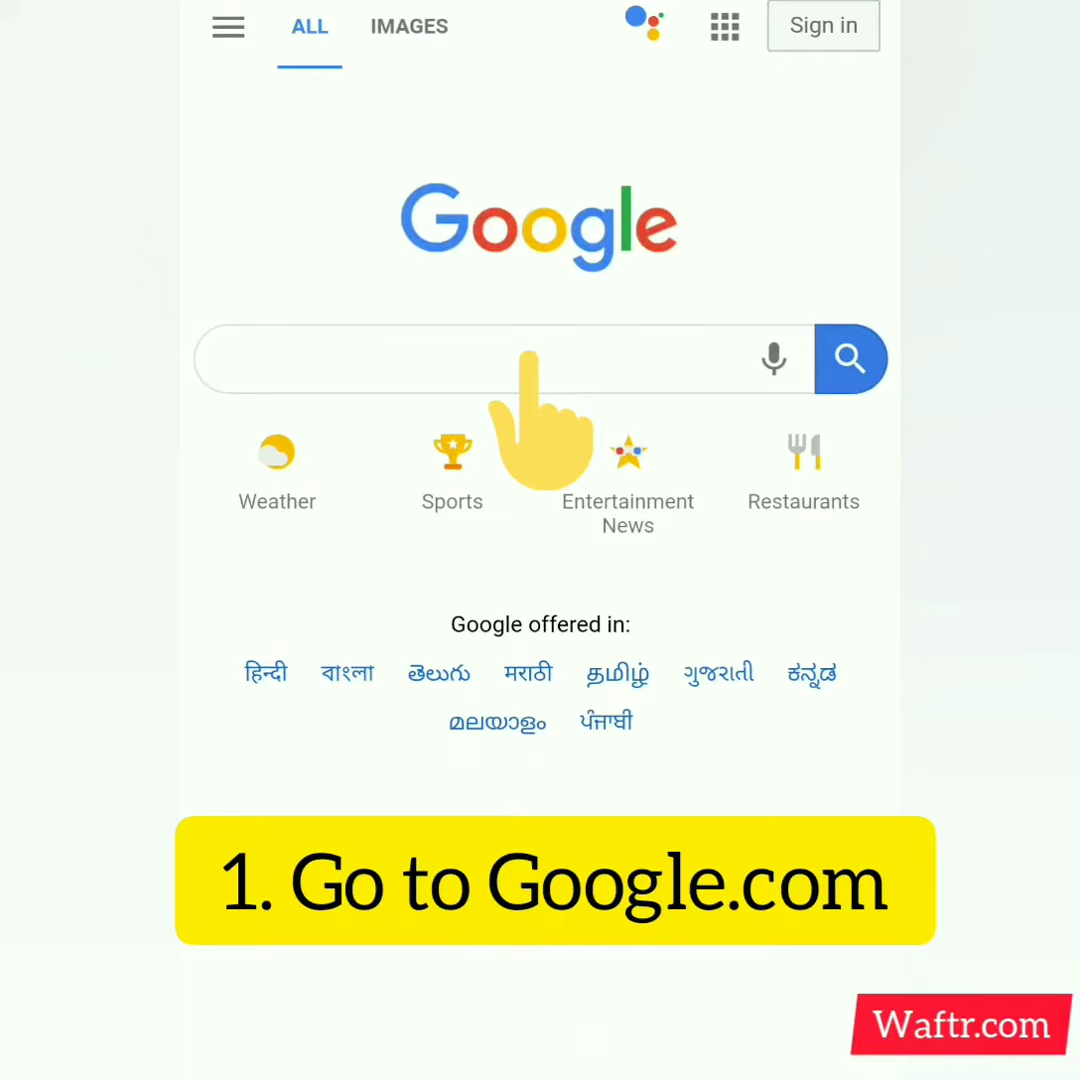 ALL IMAGES Sign in
Google
Weather Sports Entertainment News Restaurants
Google offered in:
हिन्दी বাংলা తెలుగు मराठी தமிழ் ગુજરાતી ಕನ್ನಡ
മലയാളം ਪੰਜਾਬੀ
1. Go to Google.com
Waftr.com